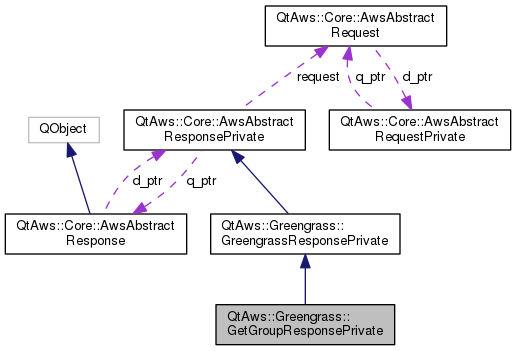 QtAws::Core::AwsAbstract
Request
request
q_ptr
d_ptr
QObject
QtAws::Core::AwsAbstract
ResponsePrivate
QtAws::Core::AwsAbstract
RequestPrivate
d_ptr
q_ptr
QtAws::Core::AwsAbstract
Response
QtAws::Greengrass::
GreengrassResponsePrivate
QtAws::Greengrass::
GetGroupResponsePrivate